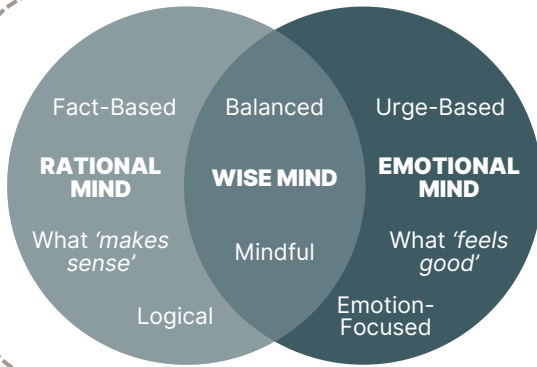 Fact-Based
RATIONAL
MIND
What ‘makes
sense’
Logical
Balanced
WISE MIND
Mindful
Urge-Based
EMOTIONAL
MIND
What ‘feels
good’
Emotion-
Focused